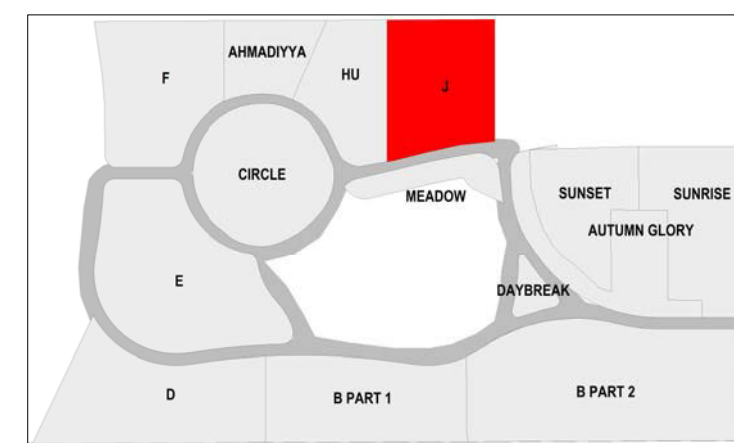 AHMADIYYA
F
HU
J
CIRCLE
MEADOW
SUNSET
SUNRISE
AUTUMN GLORY
E
DAYBREAK
D
B PART 1
B PART 2